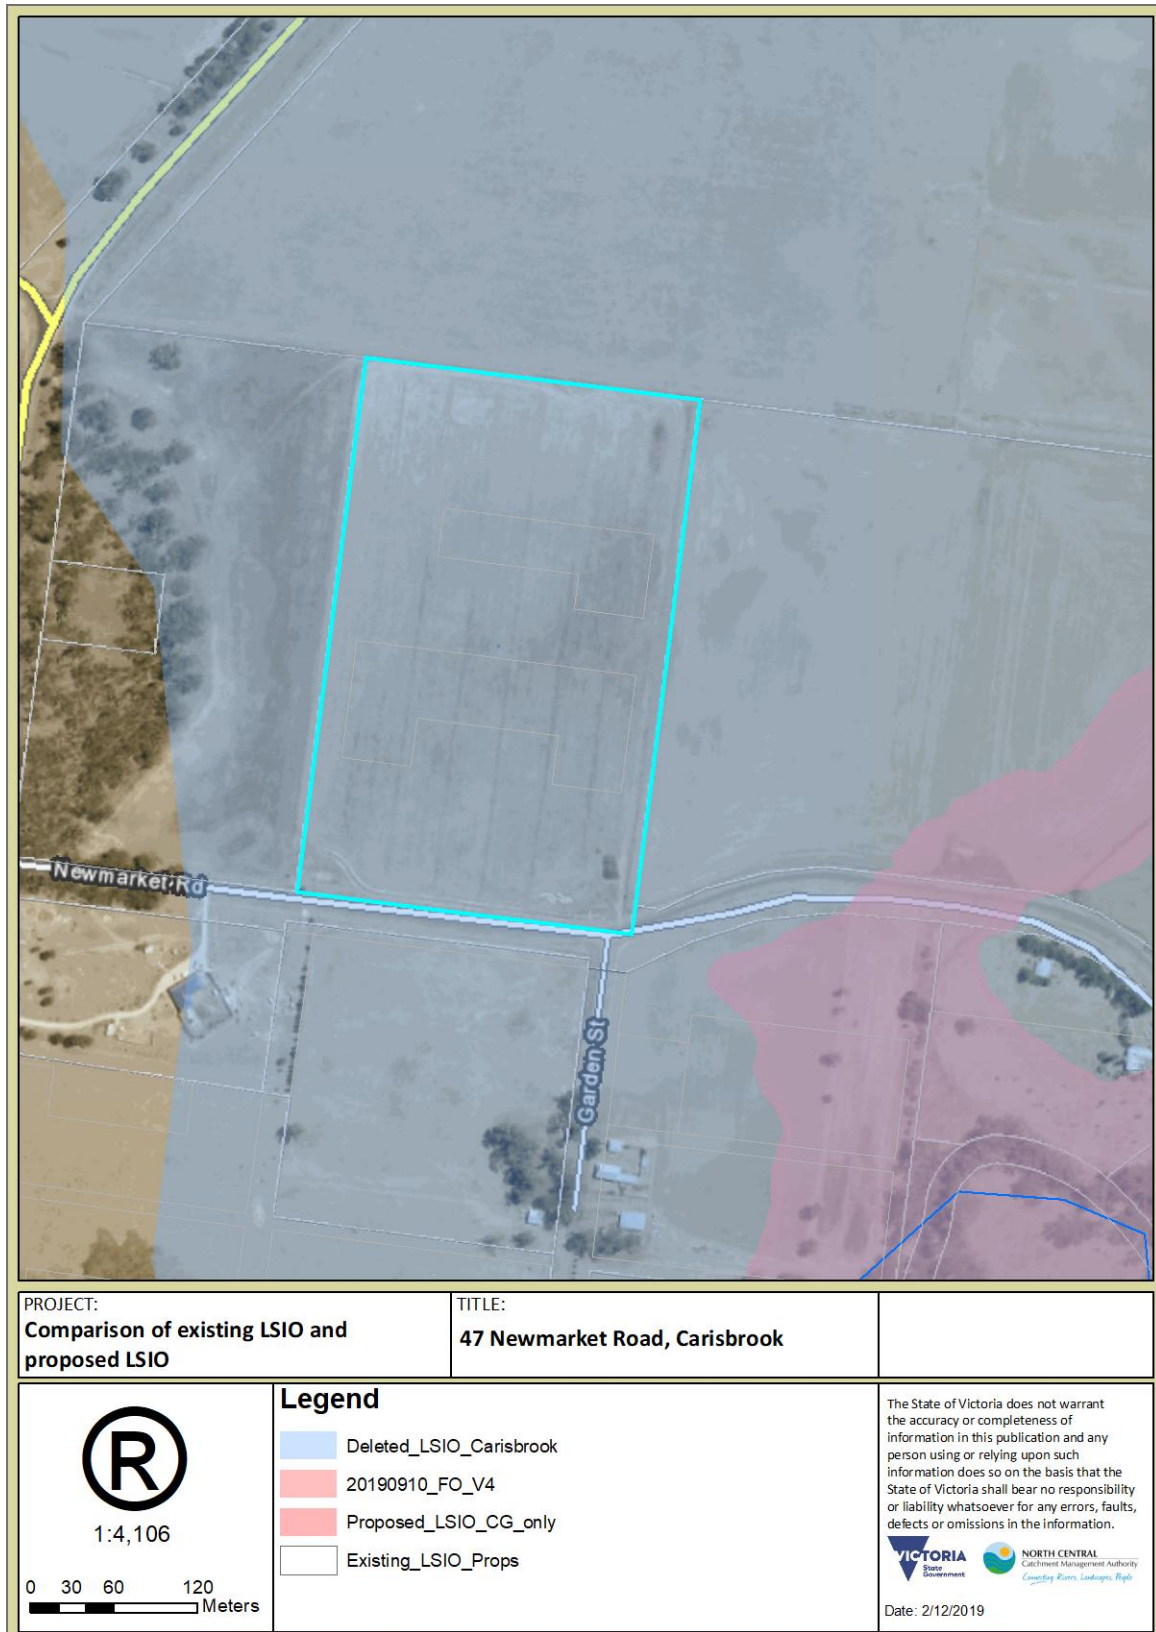 Newmarket Rd
Garden St
PROJECT:
Comparison of existing LSIO and
proposed LSIO
TITLE:
47 Newmarket Road, Carisbrook
R
1:4,106
0 30 60 120
Meters
Legend
Deleted_LSIO_Carisbrook
20190910_FO_V4
Proposed_LSIO_CG_only
Existing_LSIO_Props
The State of Victoria does not warrant
the accuracy or completeness of
information in this publication and any
person using or relying upon such
information does so on the basis that the
State of Victoria shall bear no responsibility
or liability whatsoever for any errors, faults,
defects or omissions in the information.
VICTORIA
State
Government
NORTH CENTRAL
Catchment Management Authority
Connecting Rivers, Landscapes, People
Date: 2/12/2019